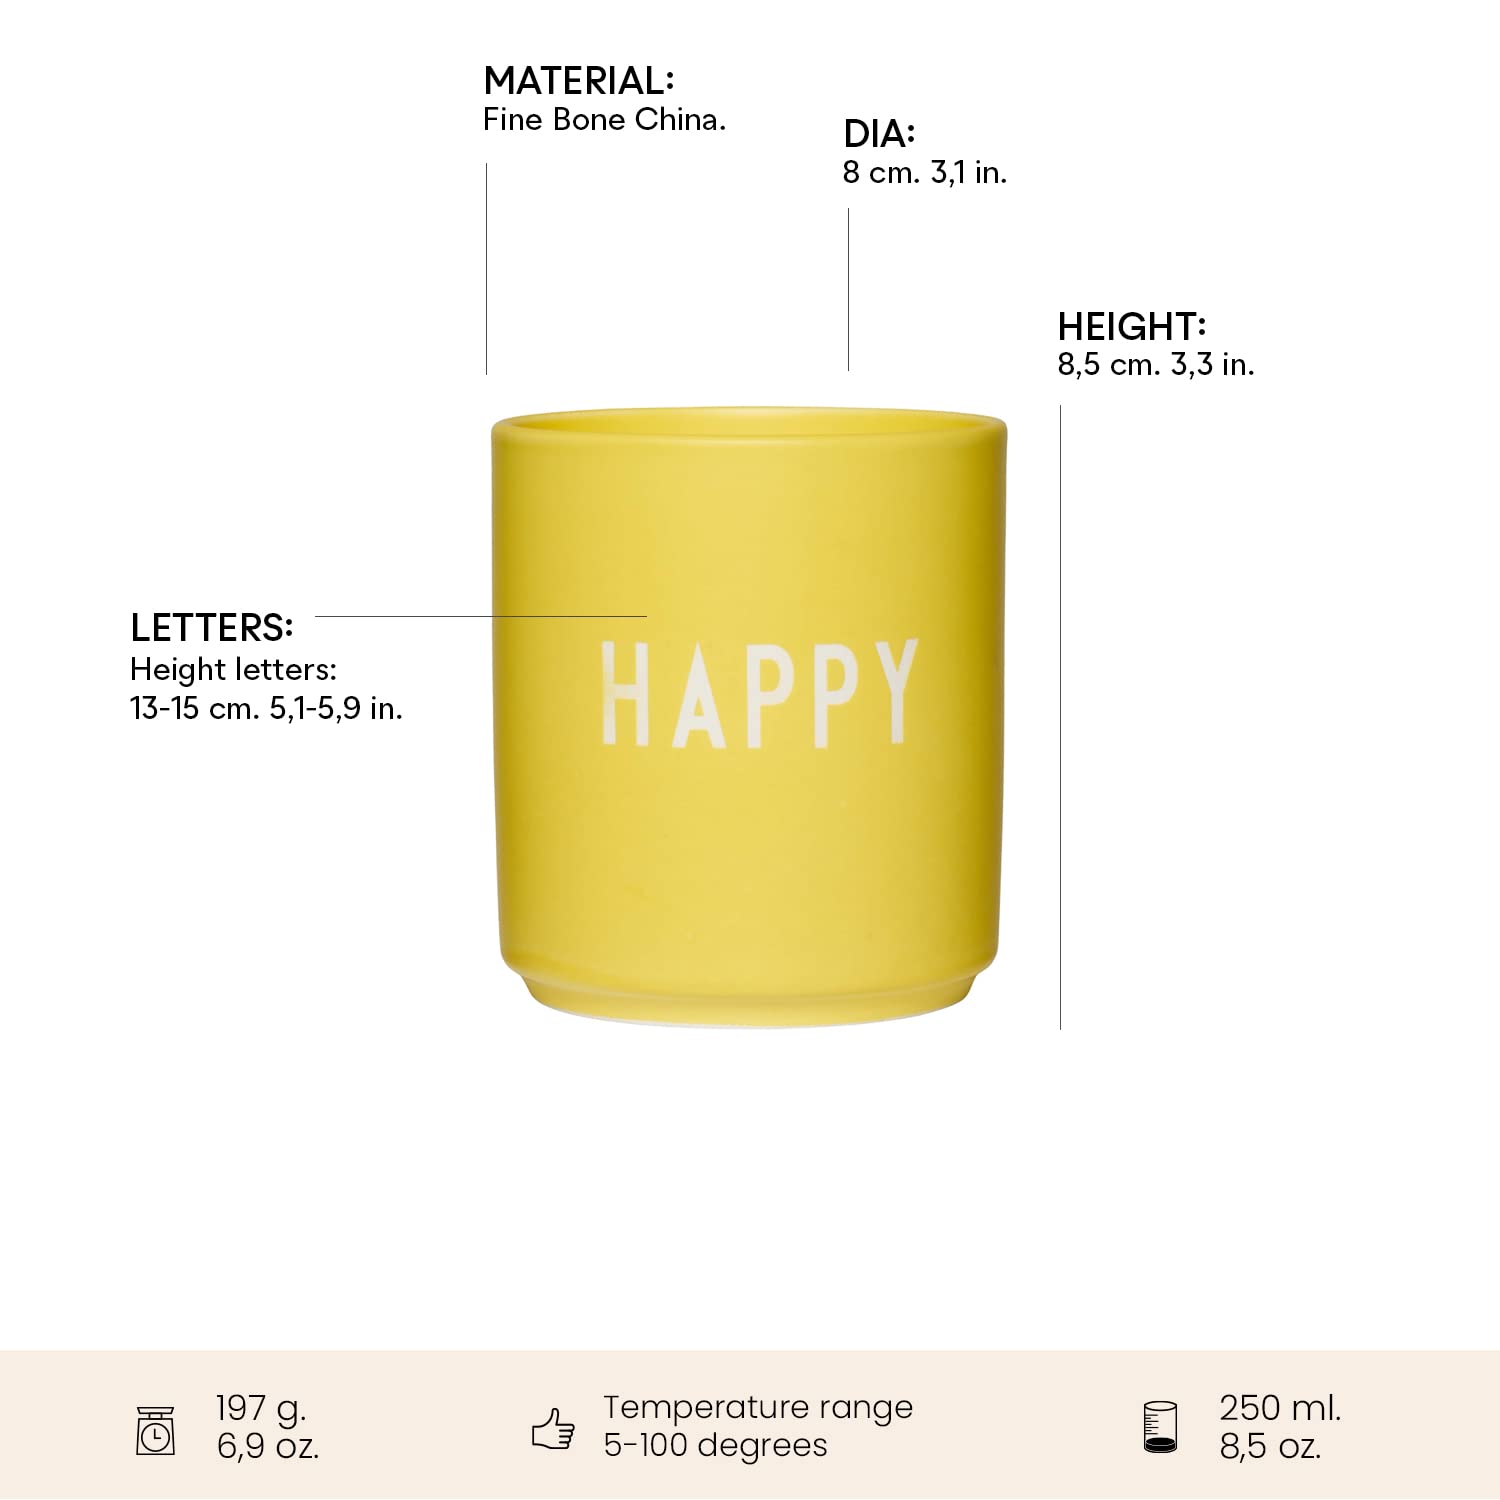 MATERIAL:
Fine Bone China.
DIA:
8 cm. 3,1 in.
HEIGHT:
8,5 cm. 3,3 in.
LETTERS:
Height letters:
13-15 cm. 5,1-5,9 in.
HAPPY
197 g.
6,9 oz.
Temperature range
5-100 degrees
250 ml.
8,5 oz.